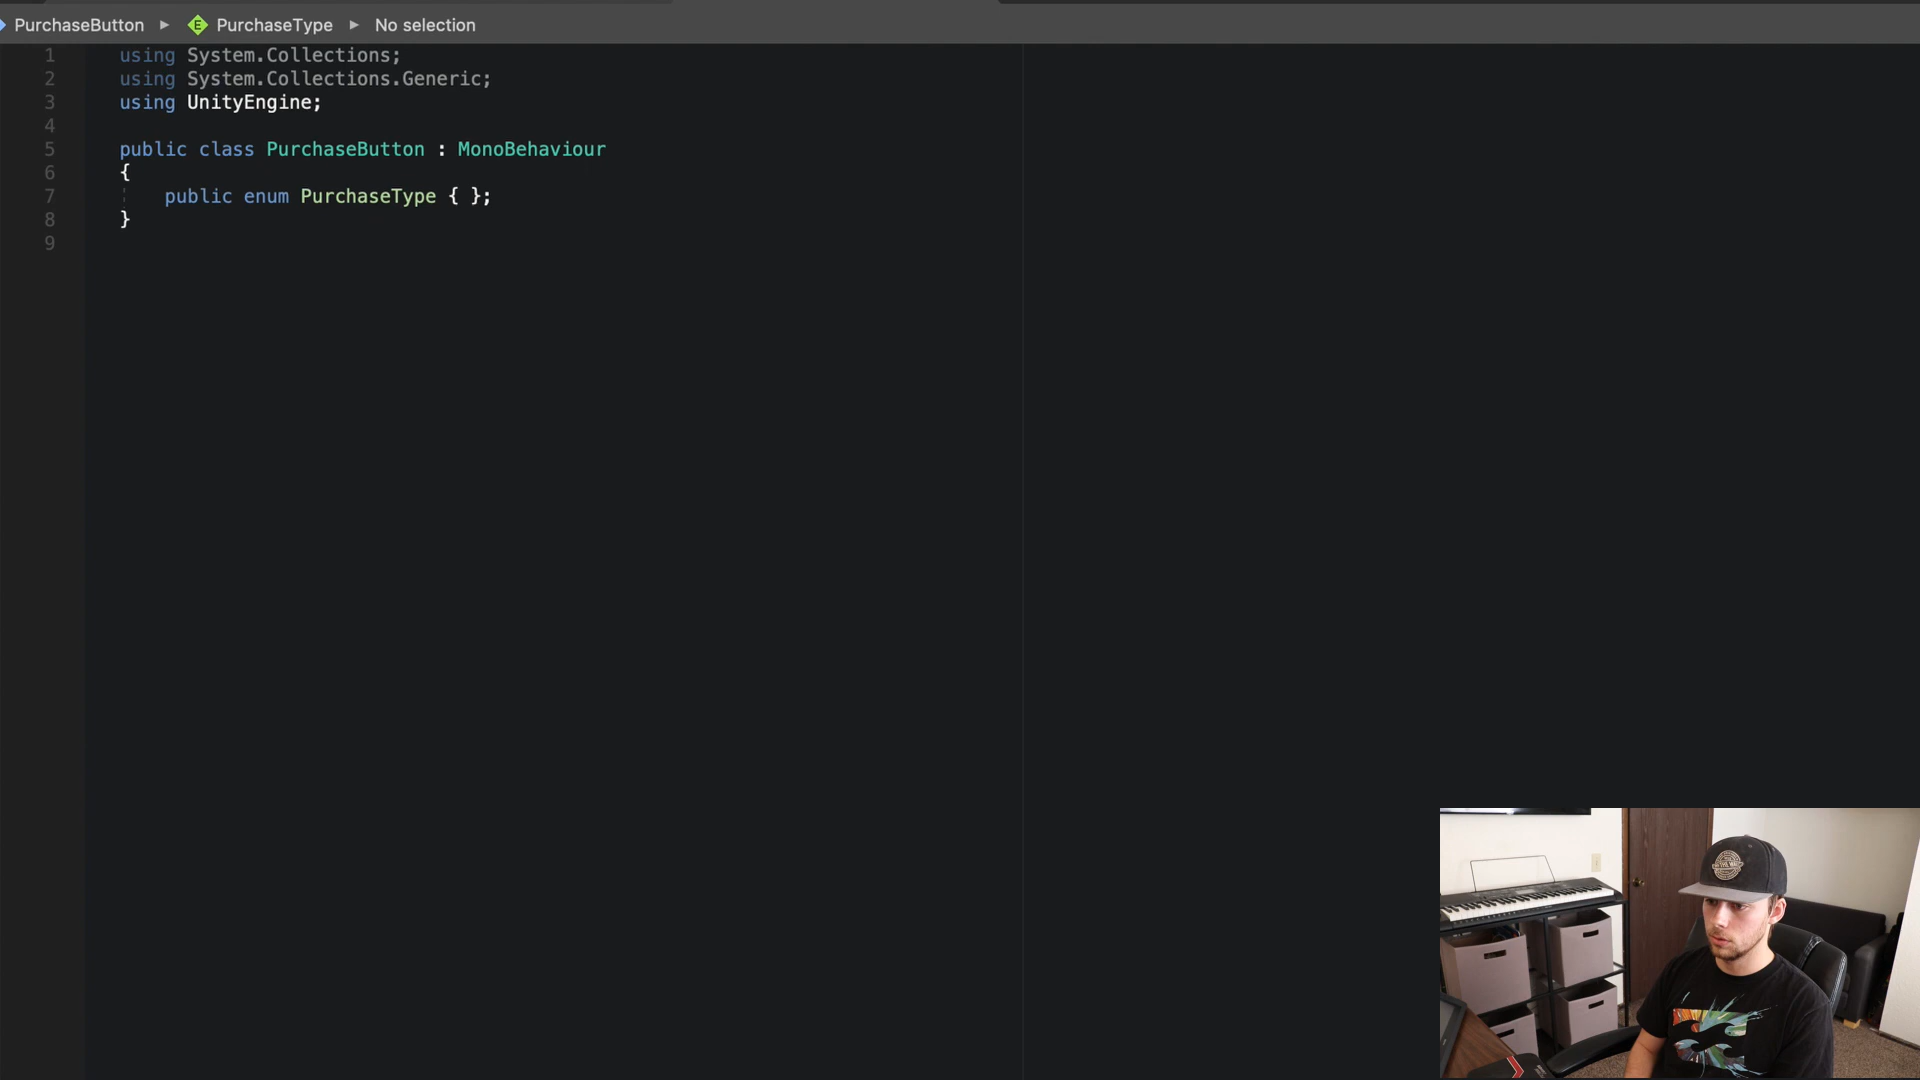 PurchaseButton ▸ E PurchaseType ▸ No selection
1 using System.Collections;
2 using System.Collections.Generic;
3 using UnityEngine;
4
5 public class PurchaseButton : MonoBehaviour
6 {
7 public enum PurchaseType { };
8 }
9